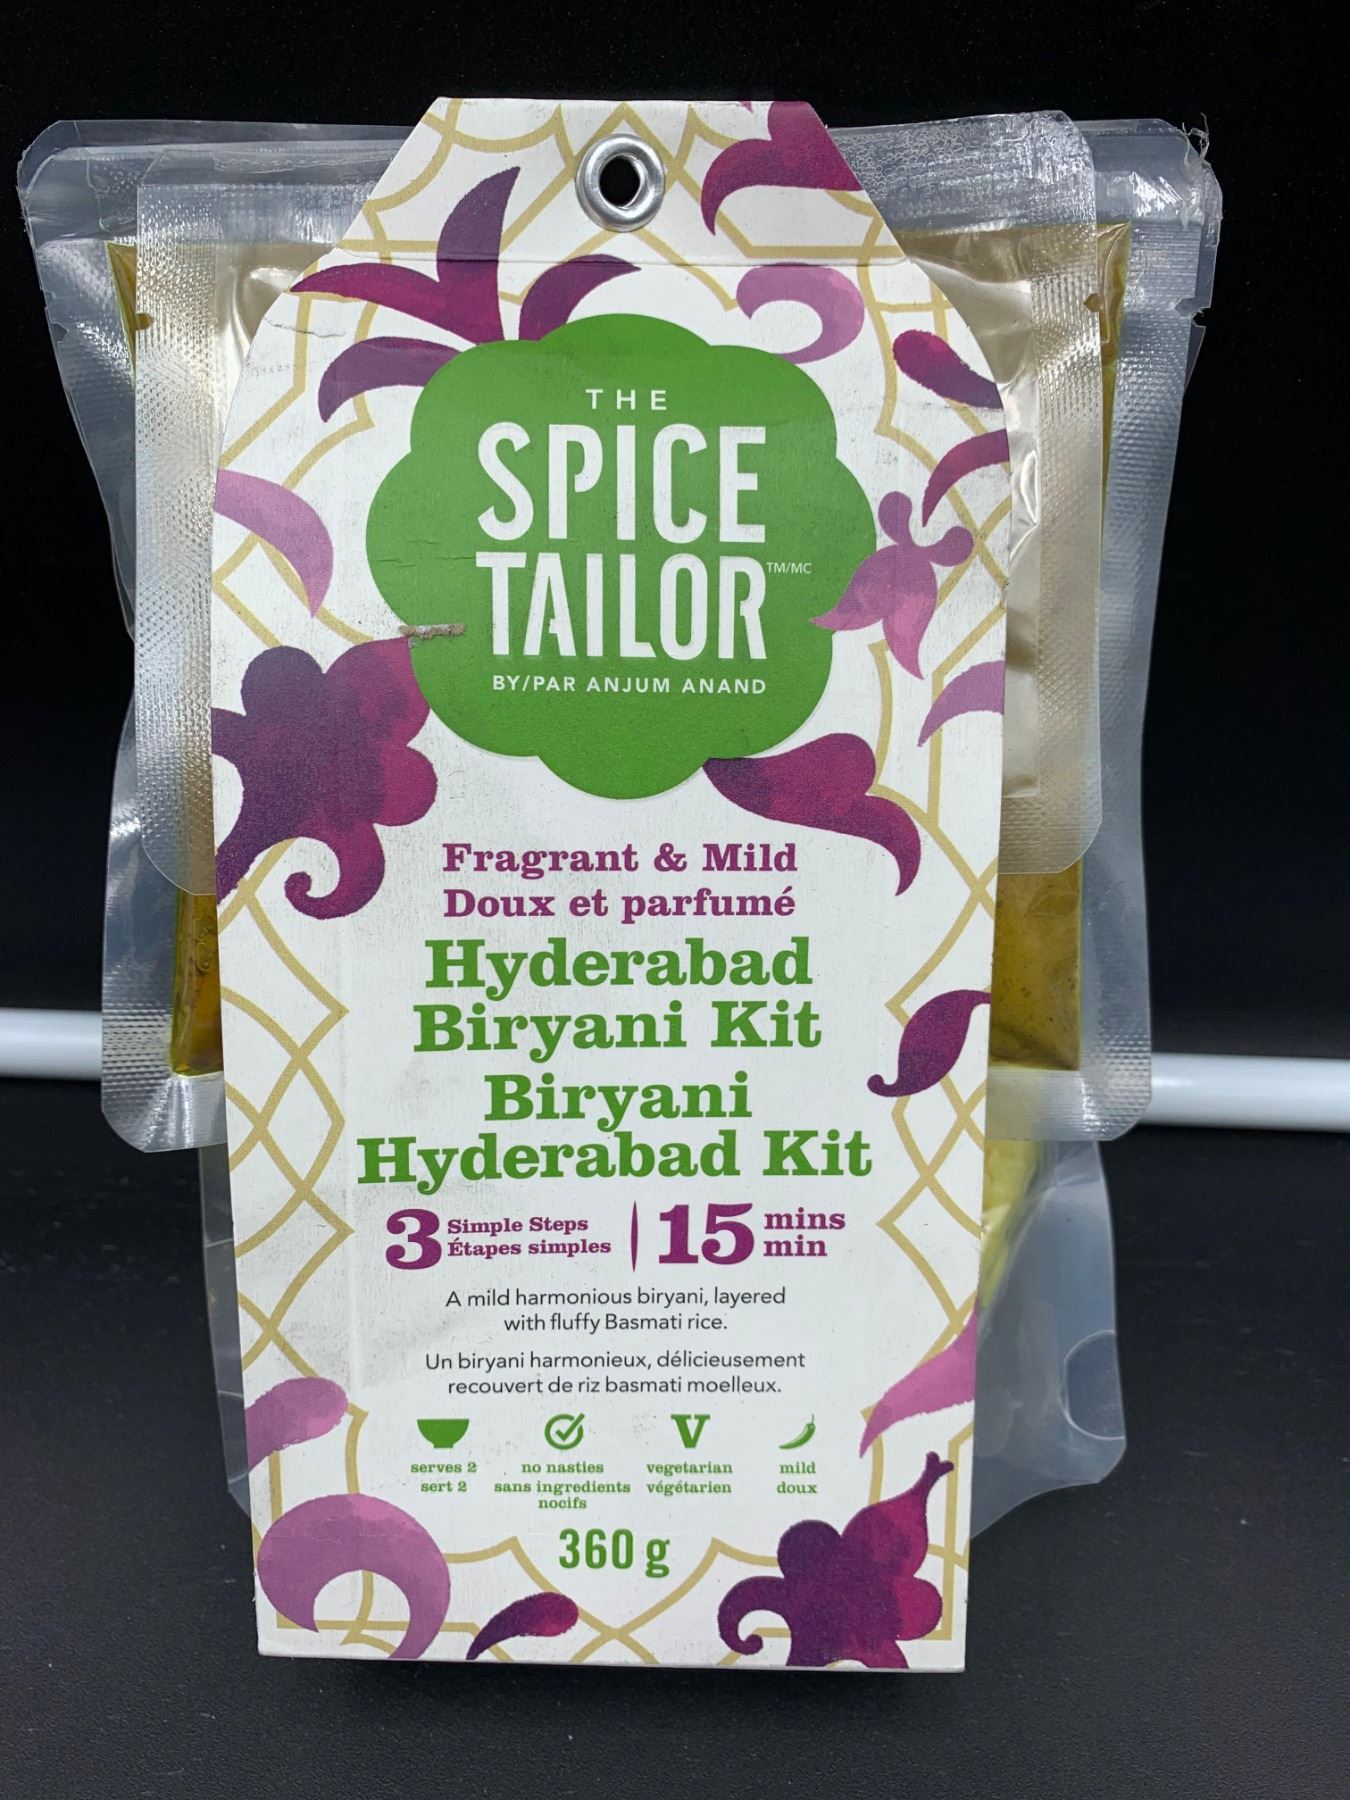 THE
SPICE
TAILOR TM/MC
BY/PAR ANJUM ANAND
Fragrant & Mild
Doux et parfumé
Hyderabad
Biryani Kit
Biryani
Hyderabad Kit
3 Simple Steps
Étapes simples
15 mins
min
A mild harmonious biryani, layered
with fluffy Basmati rice.
Un biryani harmonieux, délicieusement
recouvert de riz basmati moelleux.
serves 2
sert 2
no nasties
sans ingredients
nocifs
V
vegetarian
végétarien
mild
doux
360 g